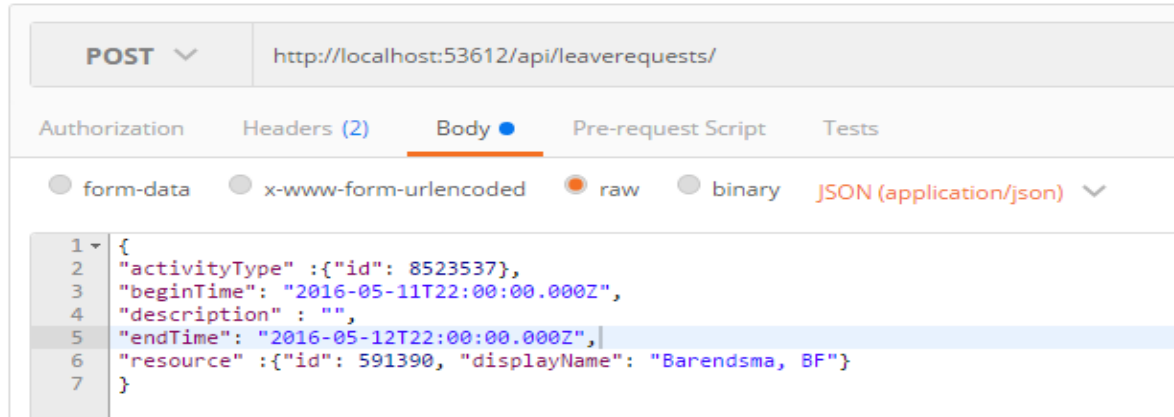 POST http://localhost:53612/api/leaverequests/
Authorization Headers (2) Body Pre-request Script Tests
form-data x-www-form-urlencoded raw binary JSON (application/json)
1 {
2 "activityType" :{"id": 8523537},
3 "beginTime": "2016-05-11T22:00:00.000Z",
4 "description" : "",
5 "endTime": "2016-05-12T22:00:00.000Z",
6 "resource" :{"id": 591390, "displayName": "Barendsma, BF"}
7 }